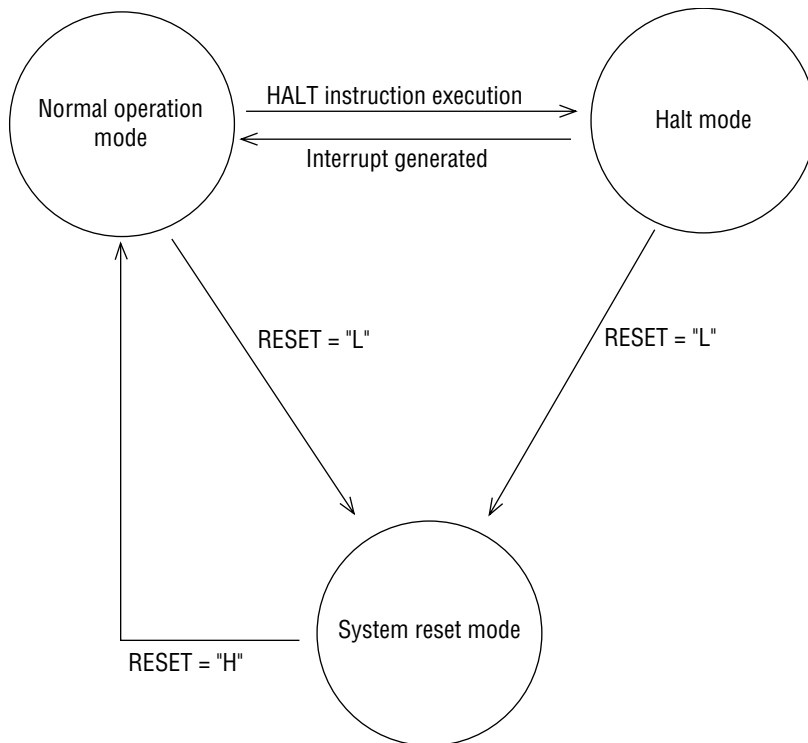 Normal operation
mode
HALT instruction execution
Interrupt generated
Halt mode
RESET = "L"
RESET = "L"
System reset mode
RESET = "H"